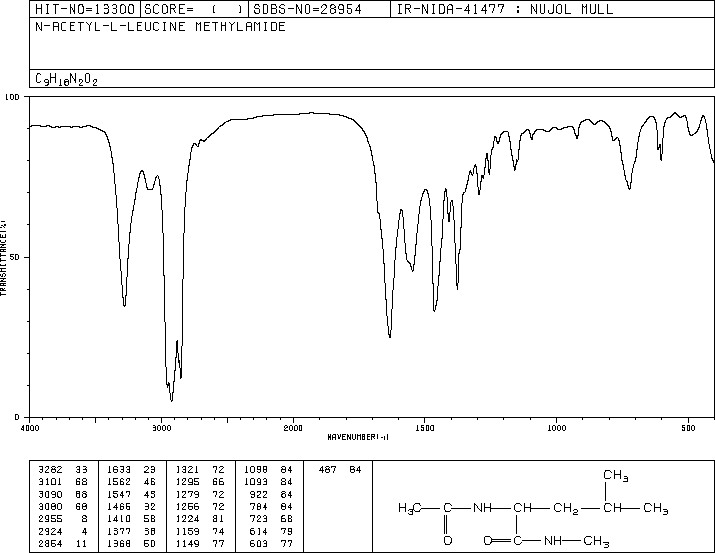 HIT-NO=13300 SCORE= ( ) SDBS-NO=28954 IR-NIDA-41477 : NUJOL MULL
N-ACETYL-L-LEUCINE METHYLAMIDE
C9H18N2O2
100
50
0
TRANSMITTANCE(%)
4000 3000 2000 1500 1000 500
WAVENUMBER(-1)
3282 33 1633 23 1321 72 1098 84 487 84
3101 68 1562 46 1295 66 1093 84
3090 68 1547 43 1279 72 922 84
3080 68 1466 32 1256 72 784 84
2955 8 1410 58 1224 81 723 68
2924 4 1377 38 1159 74 614 79
2854 11 1368 50 1149 77 603 77
CH3
H3C C NH CH CH2 CH CH3
O O=C NH CH3